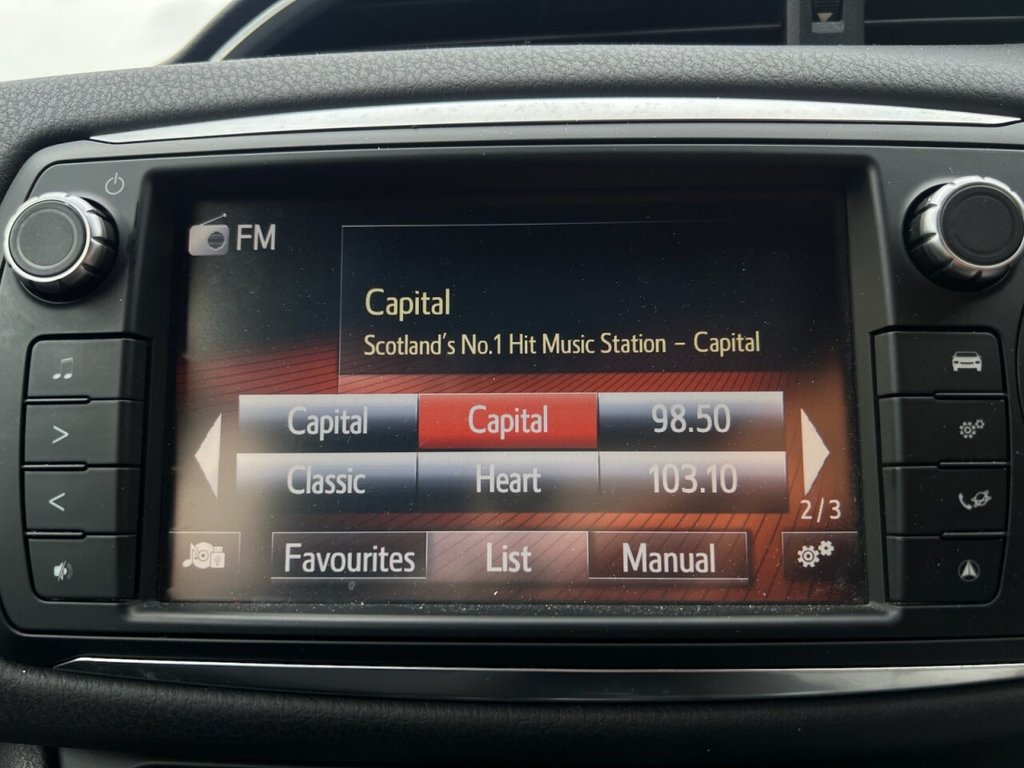 FM
Capital
Scotland's No.1 Hit Music Station – Capital
Capital Capital 98.50
Classic Heart 103.10
2/3
Favourites List Manual